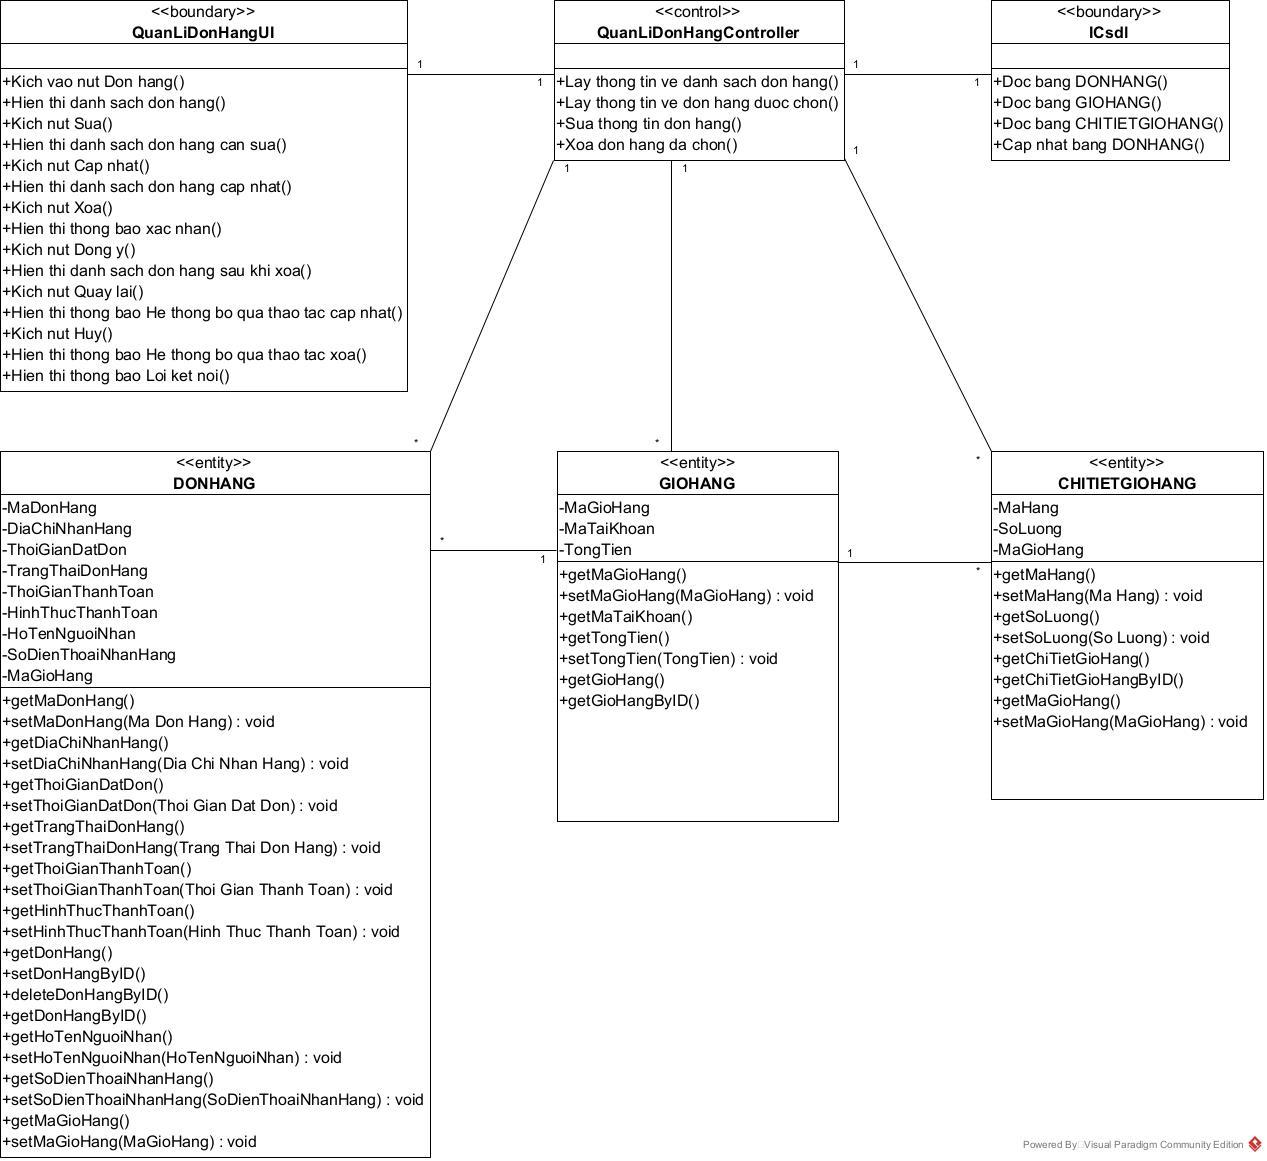 <<boundary>>
QuanLiDonHangUI
+Kich vao nut Don hang()
+Hien thi danh sach don hang()
+Kich nut Sua()
+Hien thi danh sach don hang can sua()
+Kich nut Cap nhat()
+Hien thi danh sach don hang cap nhat()
+Kich nut Xoa()
+Hien thi thong bao xac nhan()
+Kich nut Dong y()
+Hien thi danh sach don hang sau khi xoa()
+Kich nut Quay lai()
+Hien thi thong bao He thong bo qua thao tac cap nhat()
+Kich nut Huy()
+Hien thi thong bao He thong bo qua thao tac xoa()
+Hien thi thong bao Loi ket noi()
1
1
<<control>>
QuanLiDonHangController
+Lay thong tin ve danh sach don hang()
+Lay thong tin ve don hang duoc chon()
+Sua thong tin don hang()
+Xoa don hang da chon()
1
1
<<boundary>>
ICsdl
+Doc bang DONHANG()
+Doc bang GIOHANG()
+Doc bang CHITIETGIOHANG()
+Cap nhat bang DONHANG()
1
1
1
*
*
*
<<entity>>
DONHANG
-MaDonHang
-DiaChiNhanHang
-ThoiGianDatDon
-TrangThaiDonHang
-ThoiGianThanhToan
-HinhThucThanhToan
-HoTenNguoiNhan
-SoDienThoaiNhanHang
-MaGioHang
+getMaDonHang()
+setMaDonHang(Ma Don Hang) : void
+getDiaChiNhanHang()
+setDiaChiNhanHang(Dia Chi Nhan Hang) : void
+getThoiGianDatDon()
+setThoiGianDatDon(Thoi Gian Dat Don) : void
+getTrangThaiDonHang()
+setTrangThaiDonHang(Trang Thai Don Hang) : void
+getThoiGianThanhToan()
+setThoiGianThanhToan(Thoi Gian Thanh Toan) : void
+getHinhThucThanhToan()
+setHinhThucThanhToan(Hinh Thuc Thanh Toan) : void
+getDonHang()
+setDonHangByID()
+deleteDonHangByID()
+getDonHangByID()
+getHoTenNguoiNhan()
+setHoTenNguoiNhan(HoTenNguoiNhan) : void
+getSoDienThoaiNhanHang()
+setSoDienThoaiNhanHang(SoDienThoaiNhanHang) : void
+getMaGioHang()
+setMaGioHang(MaGioHang) : void
*
1
<<entity>>
GIOHANG
-MaGioHang
-MaTaiKhoan
-TongTien
+getMaGioHang()
+setMaGioHang(MaGioHang) : void
+getMaTaiKhoan()
+getTongTien()
+setTongTien(TongTien) : void
+getGioHang()
+getGioHangByID()
1
*
<<entity>>
CHITIETGIOHANG
-MaHang
-SoLuong
-MaGioHang
+getMaHang()
+setMaHang(Ma Hang) : void
+getSoLuong()
+setSoLuong(So Luong) : void
+getChiTietGioHang()
+getChiTietGioHangByID()
+getMaGioHang()
+setMaGioHang(MaGioHang) : void
Powered By Visual Paradigm Community Edition